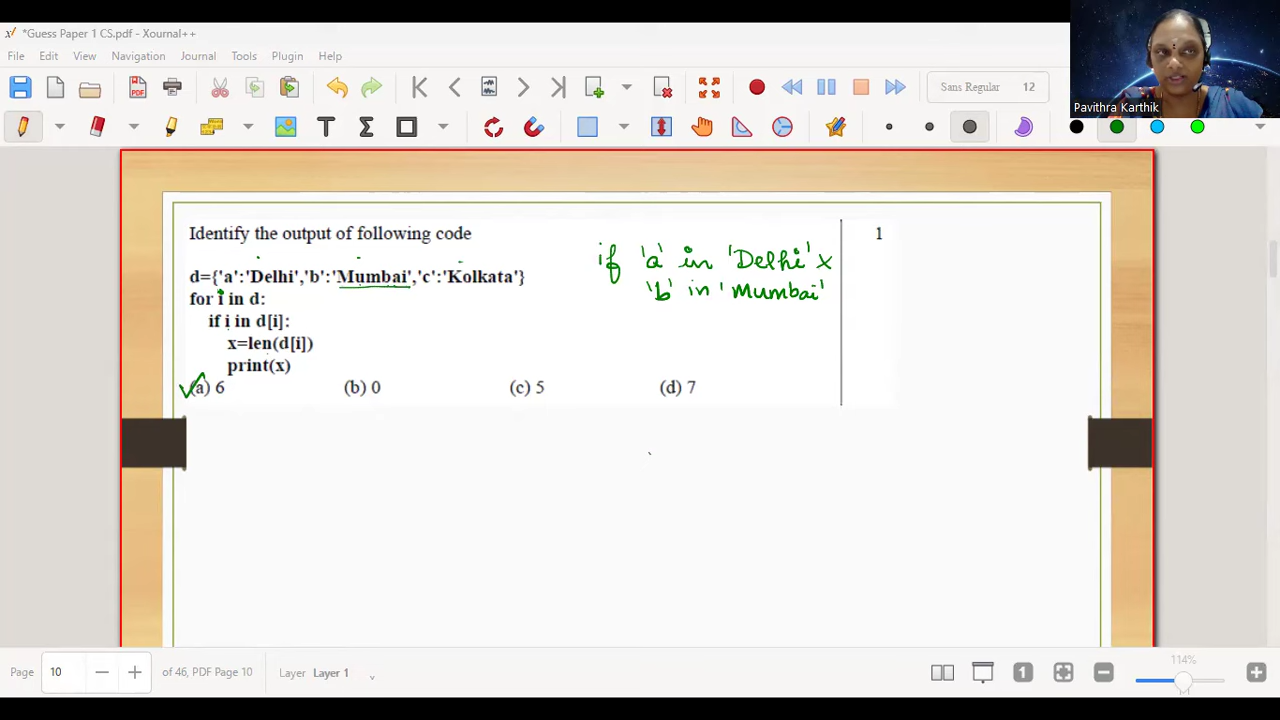 *Guess Paper 1 CS.pdf - Xournal++
File Edit View Navigation Journal Tools Plugin Help
Sans Regular 12
Pavithra Karthik
Identify the output of following code
1
if 'a' in 'Delhi' x
d={'a':'Delhi','b':'Mumbai','c':'Kolkata'}
'b' in 'Mumbai'
for i in d:
if i in d[i]:
x=len(d[i])
print(x)
(a) 6 (b) 0 (c) 5 (d) 7
Page 10 of 46, PDF Page 10 Layer Layer 1 1 114%